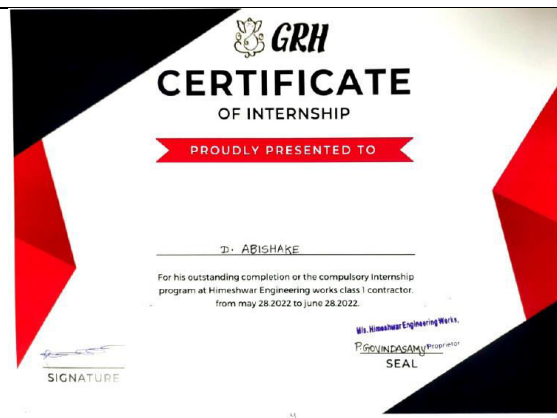 GRH
CERTIFICATE
OF INTERNSHIP
PROUDLY PRESENTED TO
D. ABISHAKE
For his outstanding completion or the compulsory Internship
program at Himeshwar Engineering works class 1 contractor.
from may 28.2022 to june 28.2022.
M/s. Himeshwar Engineering Works.
P.GOVINDASAMY Proprietor
SIGNATURE
SEAL